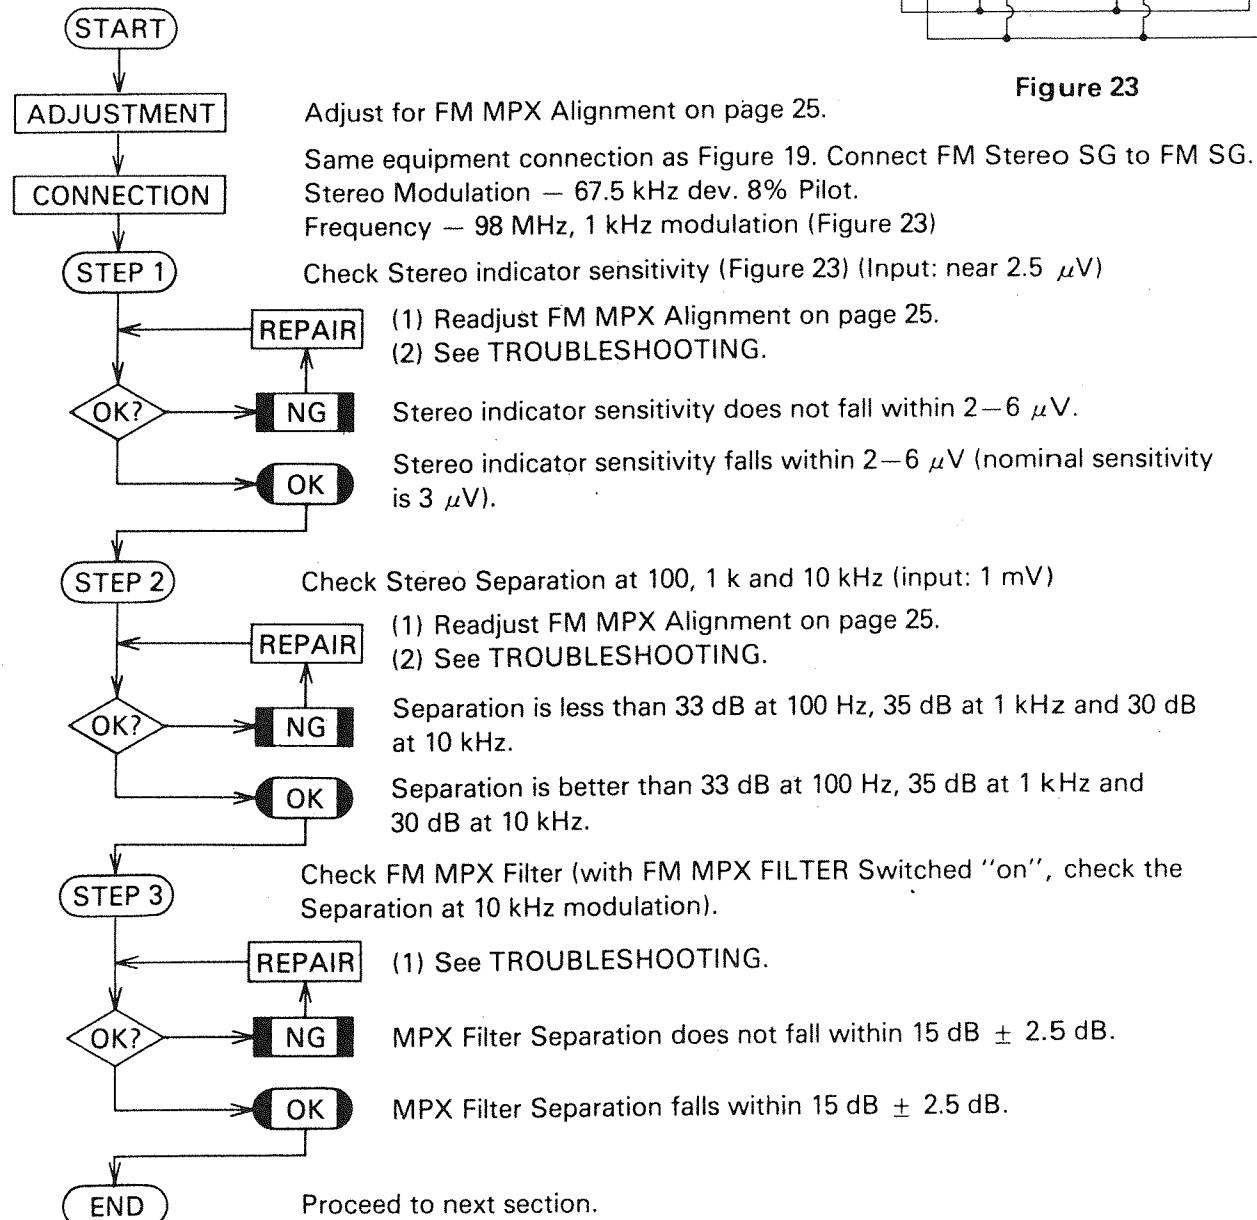 START
Figure 23
ADJUSTMENT
Adjust for FM MPX Alignment on page 25.
CONNECTION
Same equipment connection as Figure 19. Connect FM Stereo SG to FM SG.
Stereo Modulation — 67.5 kHz dev. 8% Pilot.
Frequency — 98 MHz, 1 kHz modulation (Figure 23)
STEP 1
Check Stereo indicator sensitivity (Figure 23) (Input: near 2.5 μV)
REPAIR
(1) Readjust FM MPX Alignment on page 25.
(2) See TROUBLESHOOTING.
OK?
NG
Stereo indicator sensitivity does not fall within 2–6 μV.
OK
Stereo indicator sensitivity falls within 2–6 μV (nominal sensitivity
is 3 μV).
STEP 2
Check Stereo Separation at 100, 1 k and 10 kHz (input: 1 mV)
REPAIR
(1) Readjust FM MPX Alignment on page 25.
(2) See TROUBLESHOOTING.
OK?
NG
Separation is less than 33 dB at 100 Hz, 35 dB at 1 kHz and 30 dB
at 10 kHz.
OK
Separation is better than 33 dB at 100 Hz, 35 dB at 1 kHz and
30 dB at 10 kHz.
STEP 3
Check FM MPX Filter (with FM MPX FILTER Switched "on", check the
Separation at 10 kHz modulation).
REPAIR
(1) See TROUBLESHOOTING.
OK?
NG
MPX Filter Separation does not fall within 15 dB ± 2.5 dB.
OK
MPX Filter Separation falls within 15 dB ± 2.5 dB.
END
Proceed to next section.